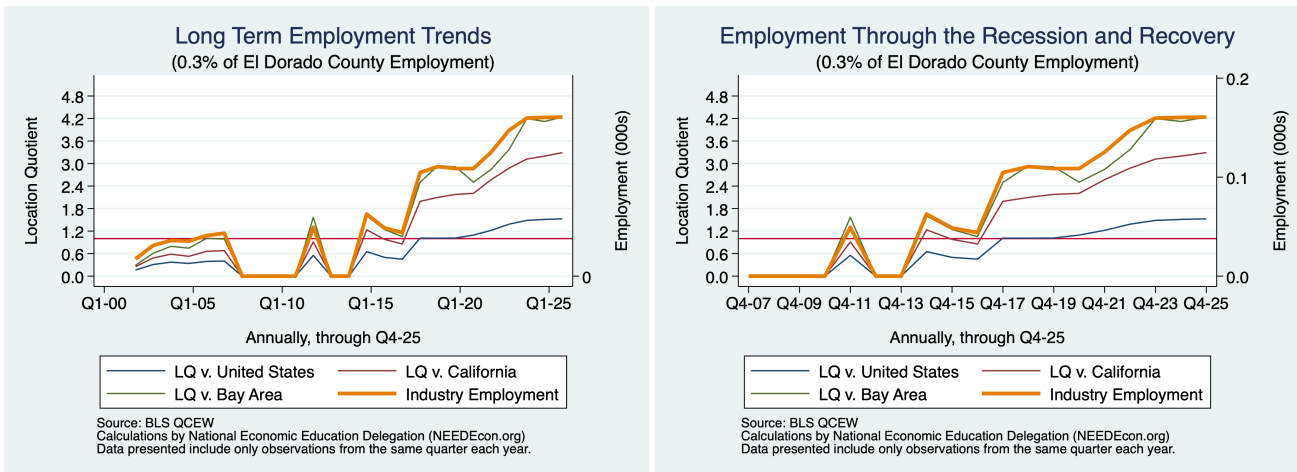 Long Term Employment Trends
(0.3% of El Dorado County Employment)
Location Quotient
4.8
4.2
3.6
3.0
2.4
1.8
1.2
0.6
0.0
0
Employment (000s)
Q1-00 Q1-05 Q1-10 Q1-15 Q1-20 Q1-25
Annually, through Q4-25
LQ v. United States LQ v. California
LQ v. Bay Area Industry Employment
Source: BLS QCEW
Calculations by National Economic Education Delegation (NEEDEcon.org)
Data presented include only observations from the same quarter each year.
Employment Through the Recession and Recovery
(0.3% of El Dorado County Employment)
Location Quotient
4.8
4.2
3.6
3.0
2.4
1.8
1.2
0.6
0.0
0.2
0.1
0.0
Employment (000s)
Q4-07 Q4-09 Q4-11 Q4-13 Q4-15 Q4-17 Q4-19 Q4-21 Q4-23 Q4-25
Annually, through Q4-25
LQ v. United States LQ v. California
LQ v. Bay Area Industry Employment
Source: BLS QCEW
Calculations by National Economic Education Delegation (NEEDEcon.org)
Data presented include only observations from the same quarter each year.